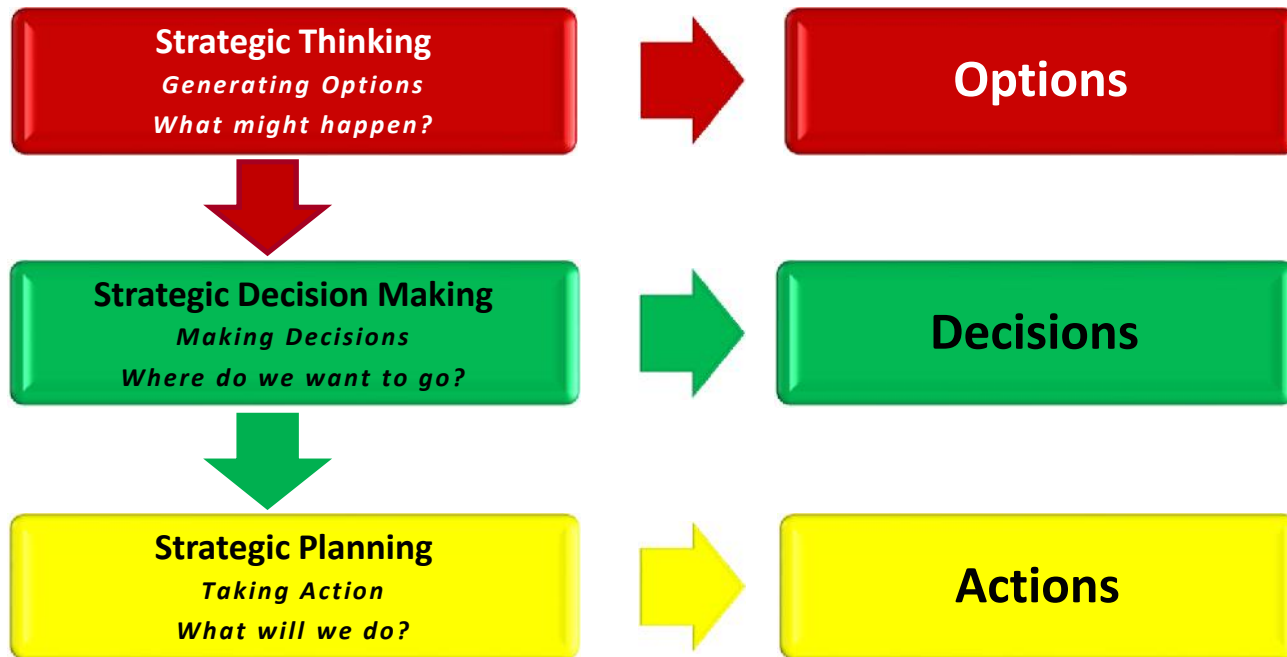 Strategic Thinking
Generating Options
What might happen?
Options
Strategic Decision Making
Making Decisions
Where do we want to go?
Decisions
Strategic Planning
Taking Action
What will we do?
Actions